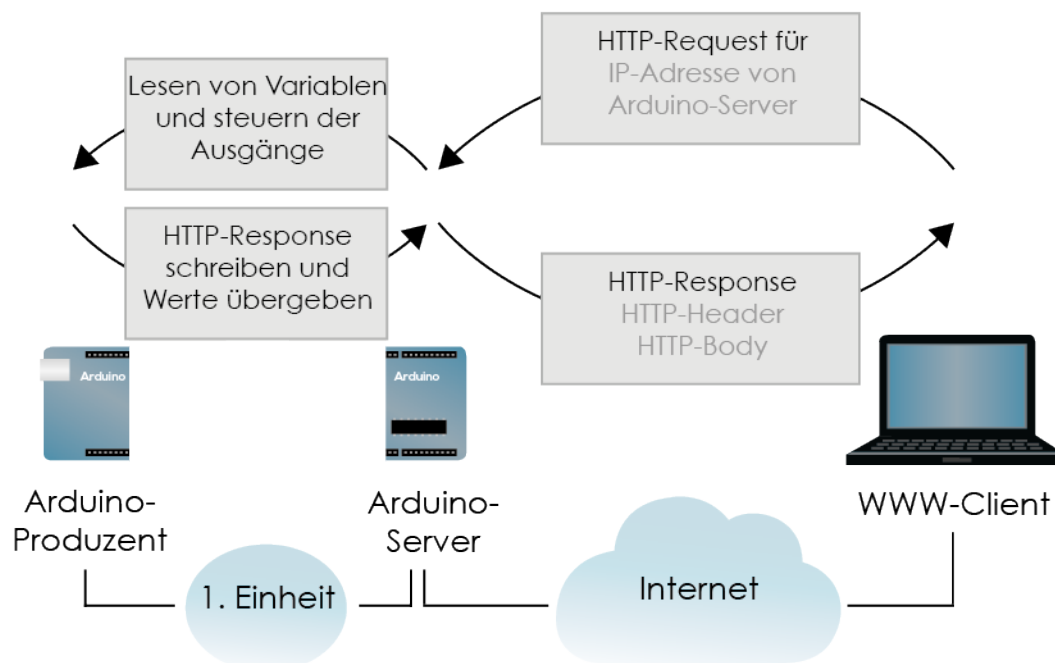 HTTP-Request für
IP-Adresse von
Arduino-Server
Lesen von Variablen
und steuern der
Ausgänge
HTTP-Response
schreiben und
Werte übergeben
HTTP-Response
HTTP-Header
HTTP-Body
Arduino
Arduino
Arduino-
Produzent
Arduino-
Server
WWW-Client
1. Einheit
Internet